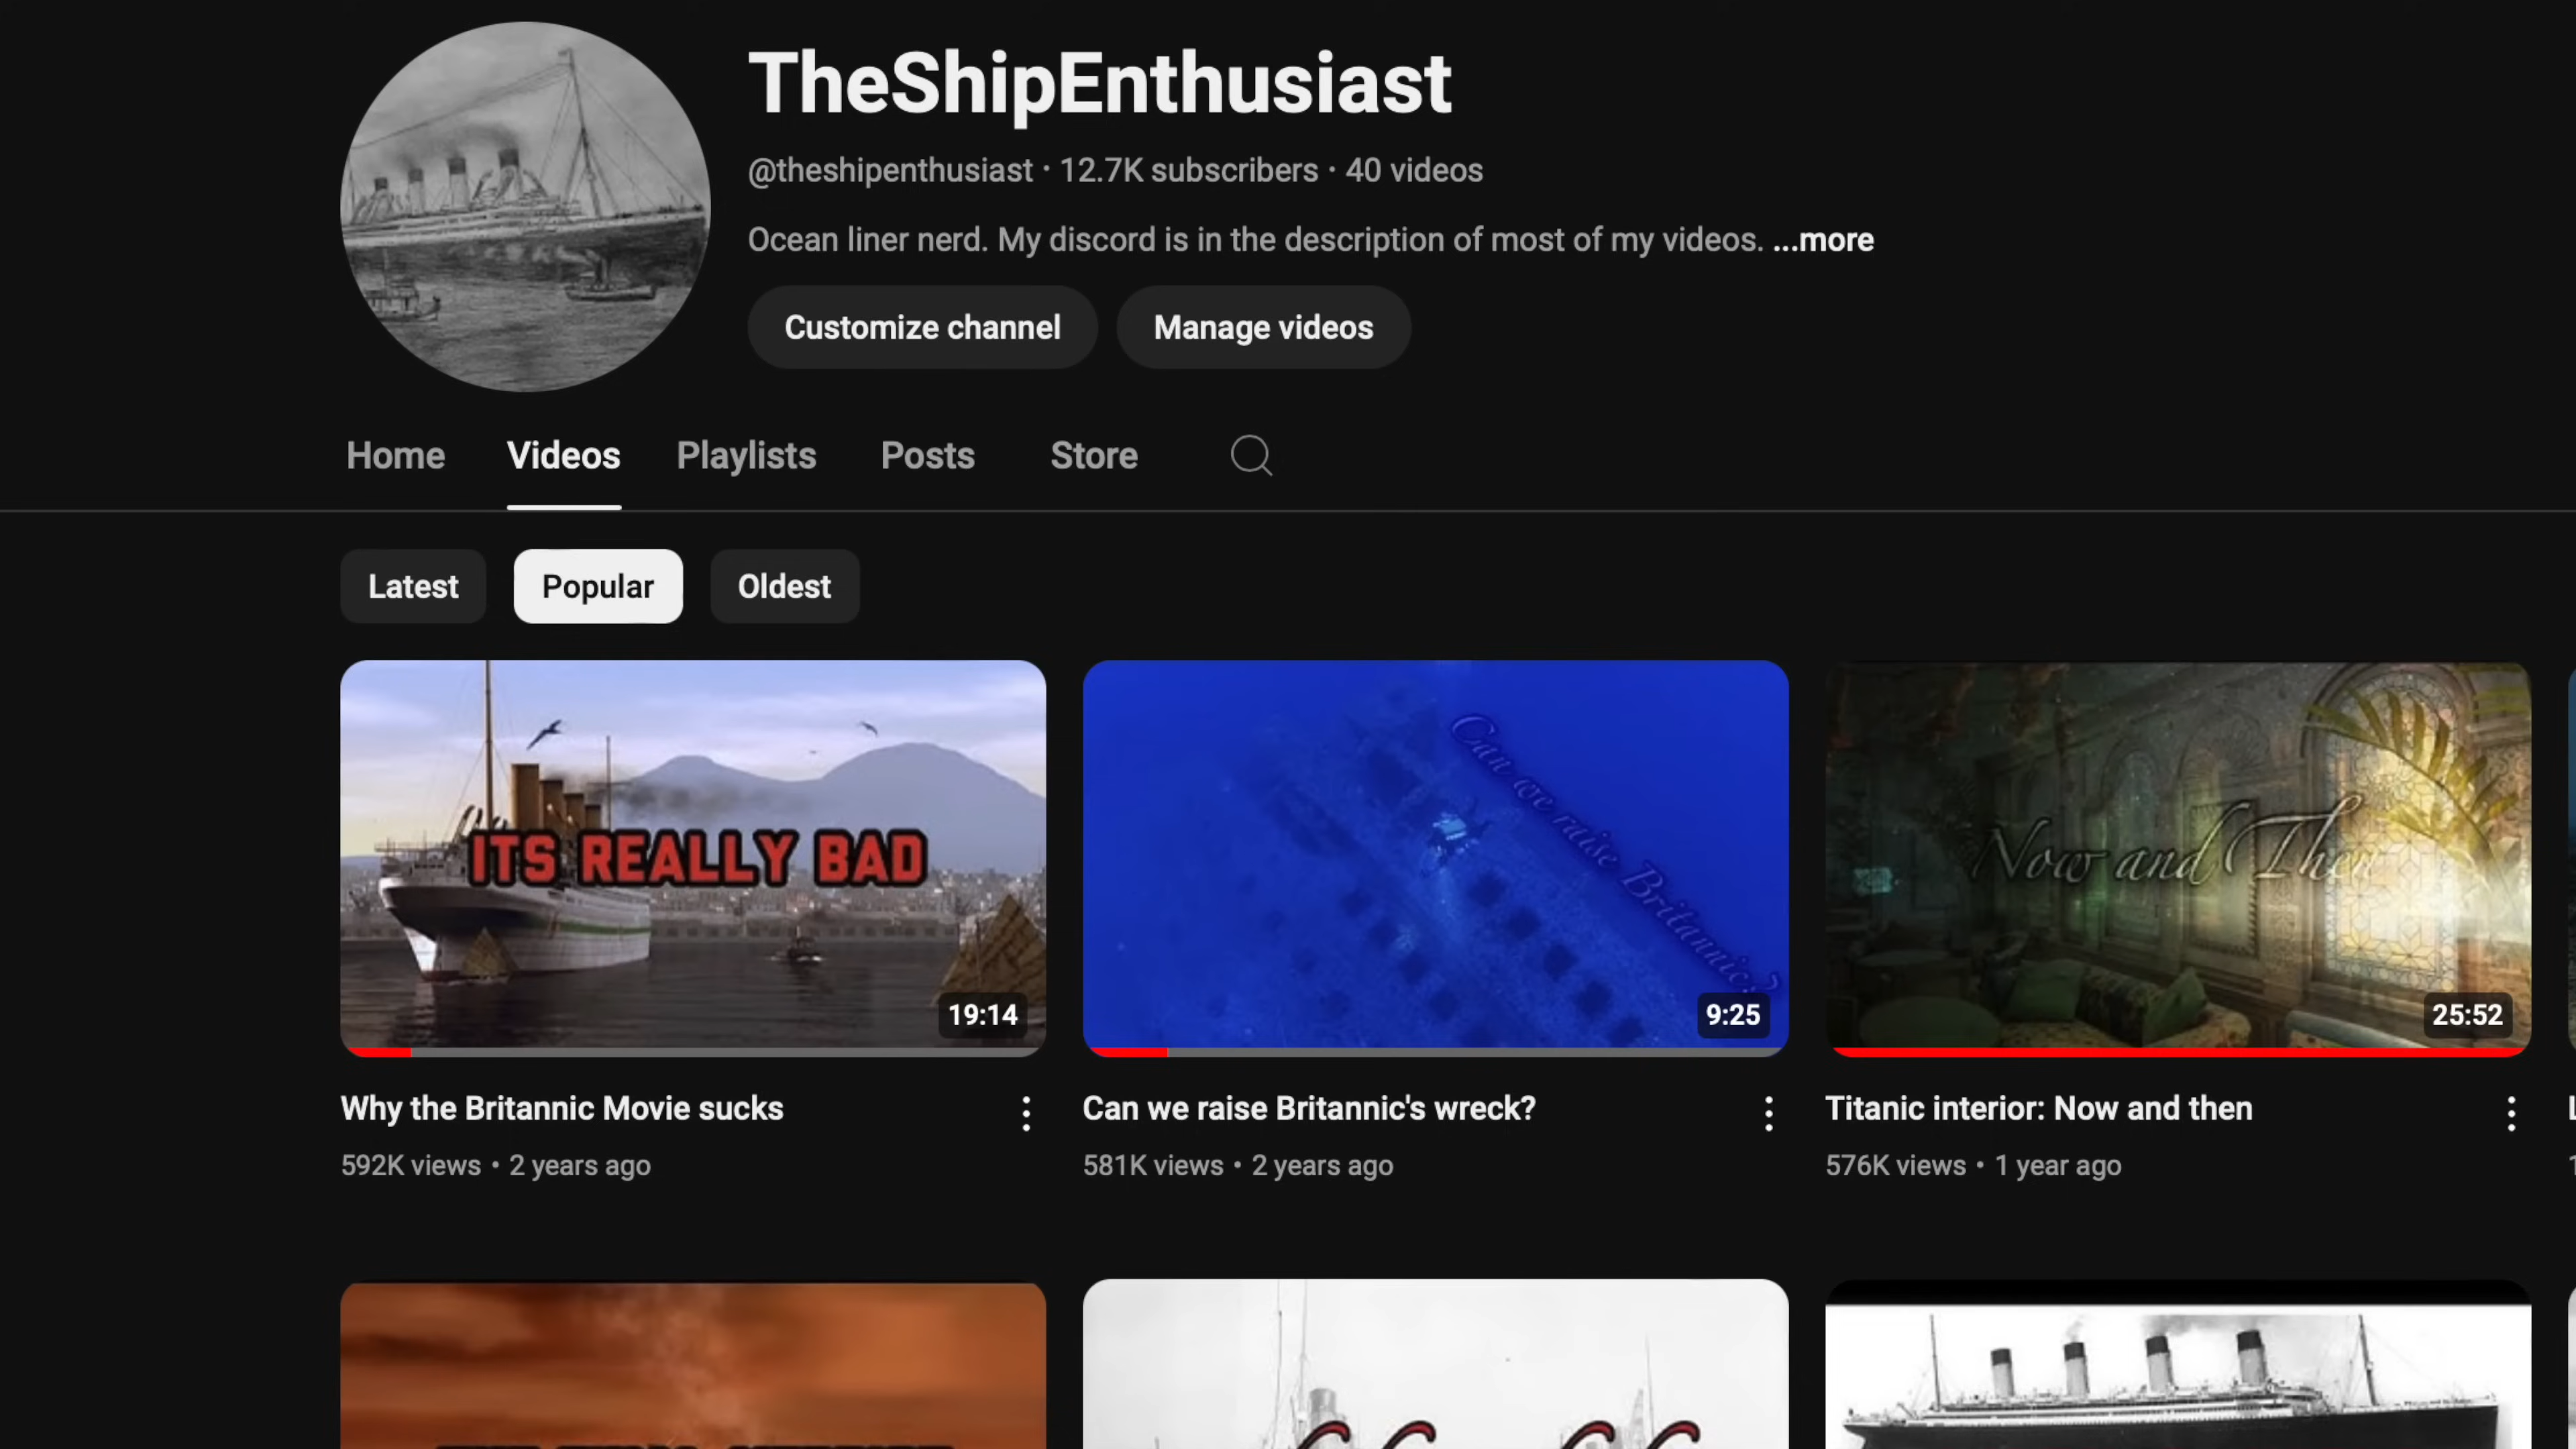 TheShipEnthusiast
@theshipenthusiast · 12.7K subscribers · 40 videos
Ocean liner nerd. My discord is in the description of most of my videos. ...more
Customize channel Manage videos
Home Videos Playlists Posts Store
Latest Popular Oldest
ITS REALLY BAD
19:14
Can we raise Britannic?
9:25
Now and Then
25:52
Why the Britannic Movie sucks
592K views • 2 years ago
Can we raise Britannic's wreck?
581K views • 2 years ago
Titanic interior: Now and then
576K views • 1 year ago